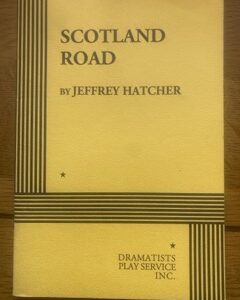 SCOTLAND
ROAD
BY JEFFREY HATCHER
*
*
DRAMATISTS
PLAY SERVICE
INC.